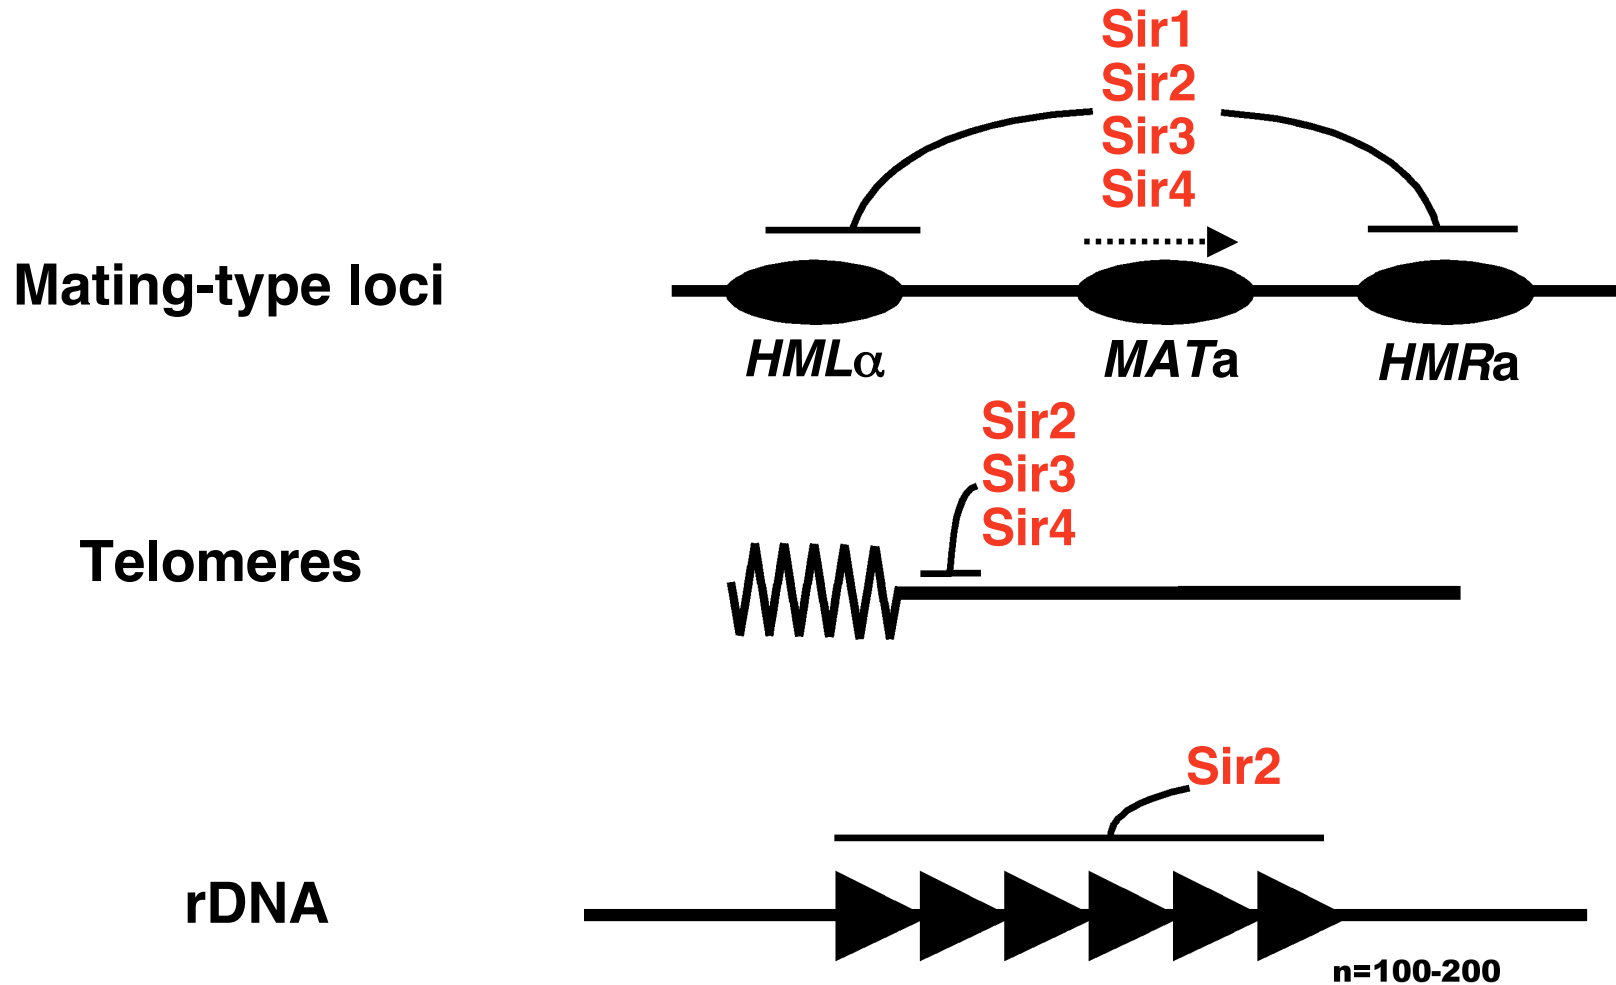 Sir1
Sir2
Sir3
Sir4
Mating-type loci
HMLα
MATa
HMRa
Sir2
Sir3
Sir4
Telomeres
Sir2
rDNA
n=100-200